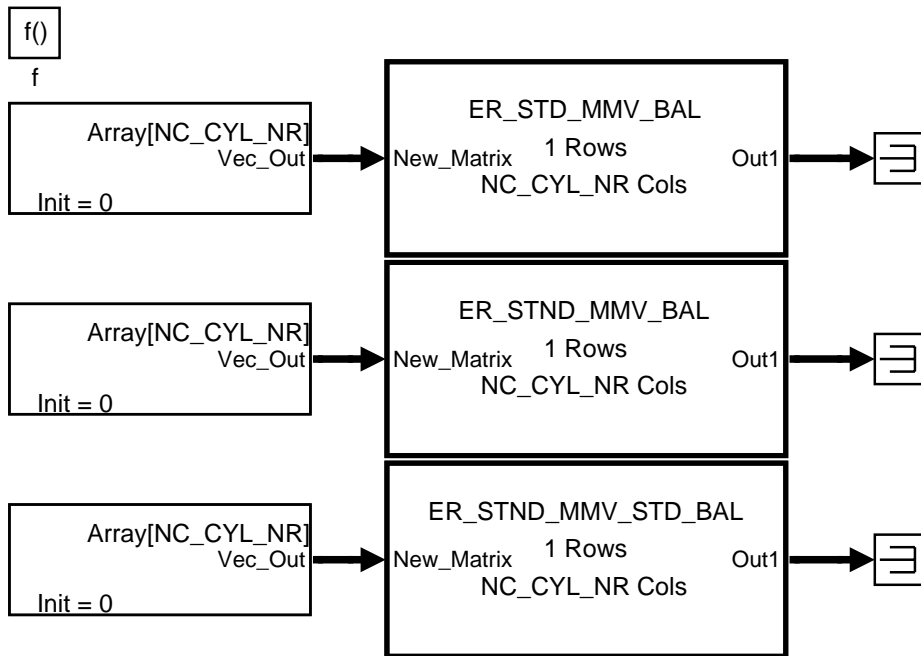 f()
f
Array[NC_CYL_NR]
Vec_Out
Init = 0
ER_STD_MMV_BAL
New_Matrix
1 Rows
Out1
NC_CYL_NR Cols
Array[NC_CYL_NR]
Vec_Out
Init = 0
ER_STND_MMV_BAL
New_Matrix
1 Rows
Out1
NC_CYL_NR Cols
Array[NC_CYL_NR]
Vec_Out
Init = 0
ER_STND_MMV_STD_BAL
New_Matrix
1 Rows
Out1
NC_CYL_NR Cols